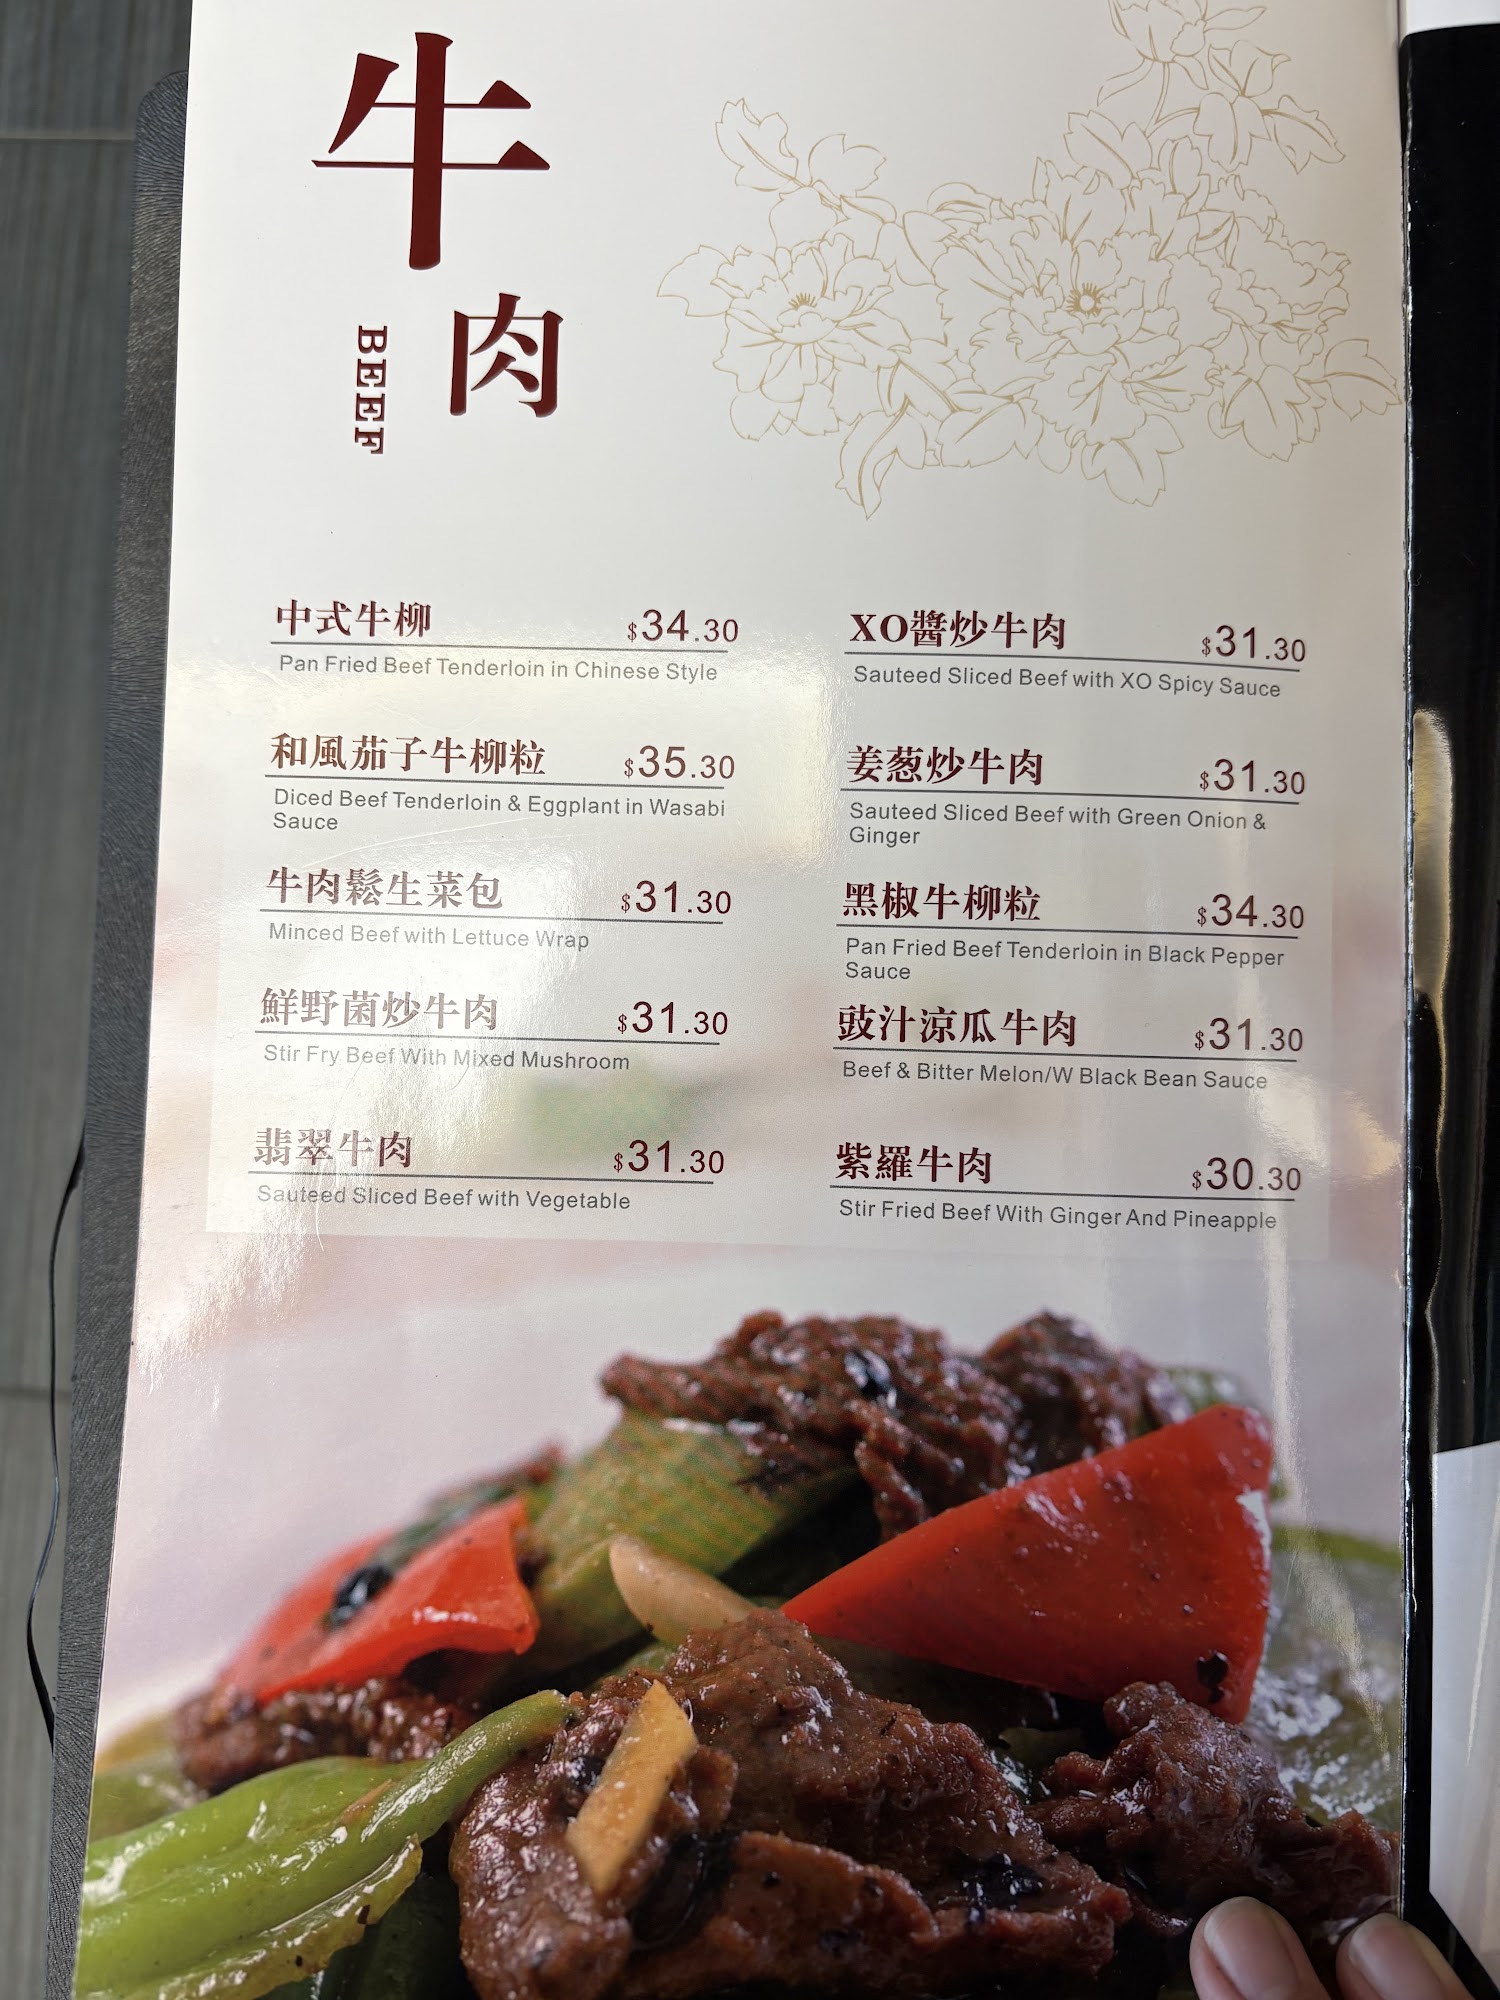 牛
肉
BEEF
中式牛柳 $34.30
Pan Fried Beef Tenderloin in Chinese Style
和風茄子牛柳粒 $35.30
Diced Beef Tenderloin & Eggplant in Wasabi
Sauce
牛肉鬆生菜包 $31.30
Minced Beef with Lettuce Wrap
鮮野菌炒牛肉 $31.30
Stir Fry Beef With Mixed Mushroom
翡翠牛肉 $31.30
Sauteed Sliced Beef with Vegetable
XO醬炒牛肉 $31.30
Sauteed Sliced Beef with XO Spicy Sauce
姜葱炒牛肉 $31.30
Sauteed Sliced Beef with Green Onion &
Ginger
黑椒牛柳粒 $34.30
Pan Fried Beef Tenderloin in Black Pepper
Sauce
豉汁涼瓜牛肉 $31.30
Beef & Bitter Melon/W Black Bean Sauce
紫羅牛肉 $30.30
Stir Fried Beef With Ginger And Pineapple